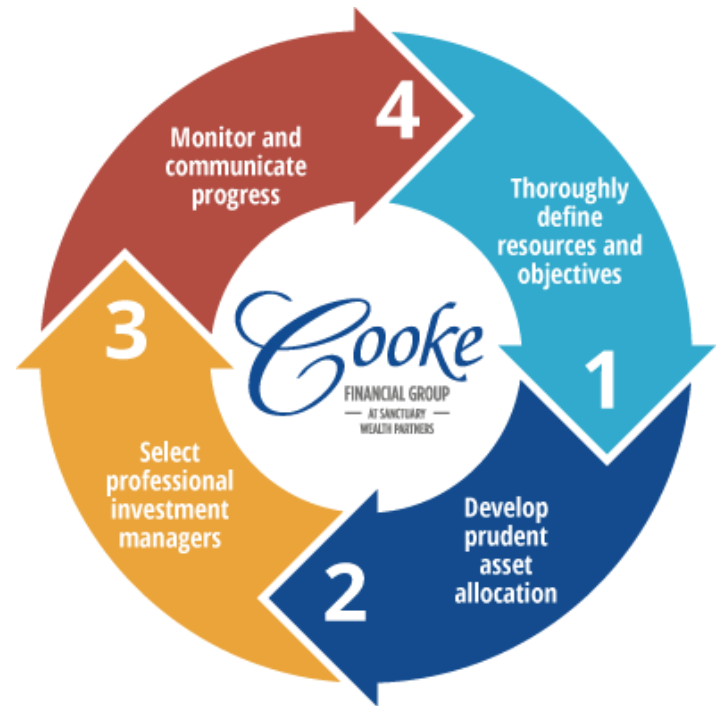 4
Monitor and
communicate
progress
Thoroughly
define
resources and
objectives
1
3
Cooke
FINANCIAL GROUP
— AT SANCTUARY —
WEALTH PARTNERS
Select
professional
investment
managers
2
Develop
prudent
asset
allocation